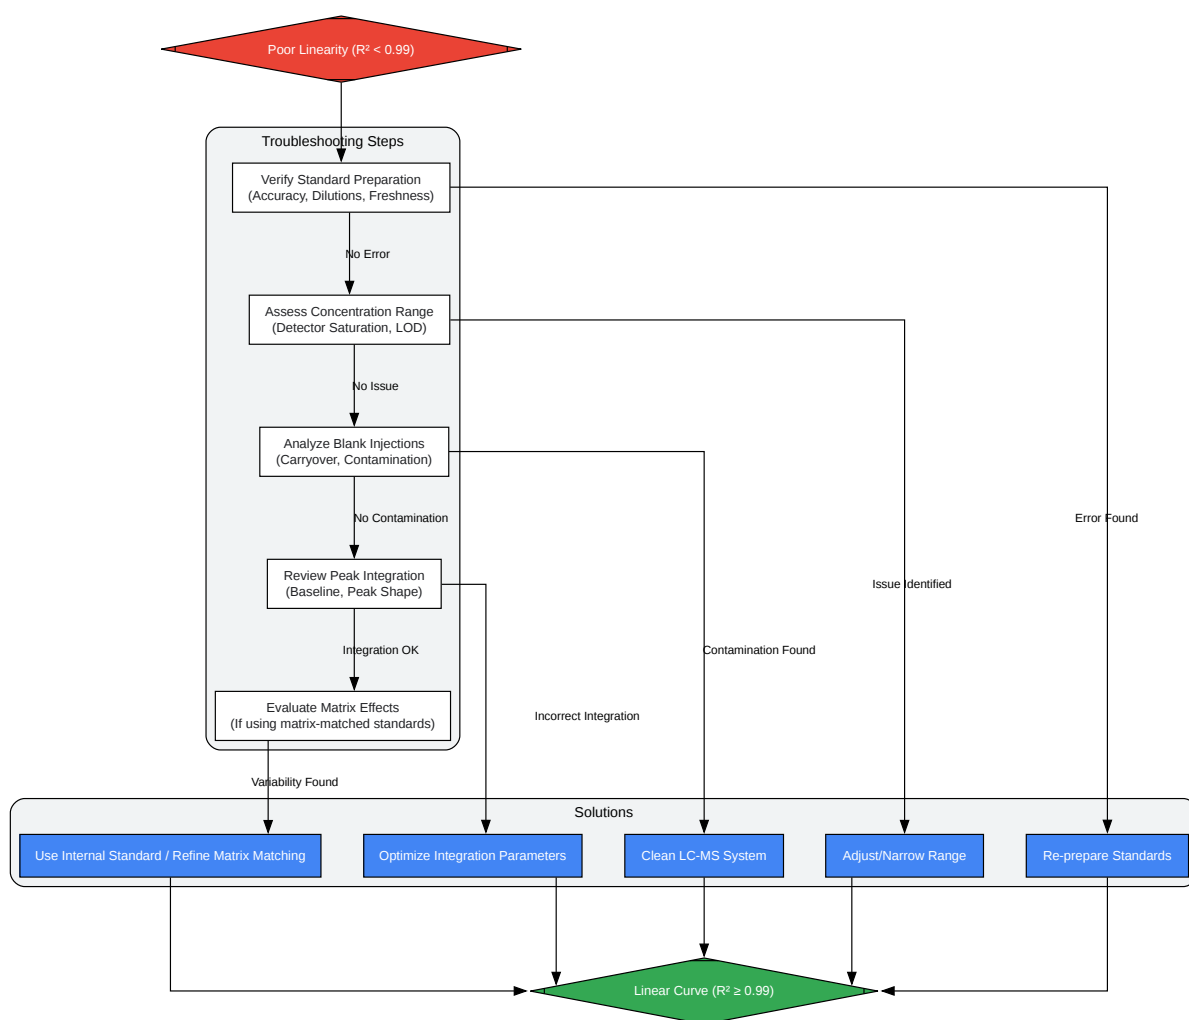 Poor Linearity (R² < 0.99)
Troubleshooting Steps
Verify Standard Preparation
(Accuracy, Dilutions, Freshness)
No Error
Assess Concentration Range
(Detector Saturation, LOD)
No Issue
Analyze Blank Injections
(Carryover, Contamination)
No Contamination
Error Found
Review Peak Integration
(Baseline, Peak Shape)
Issue Identified
Integration OK
Contamination Found
Evaluate Matrix Effects
(If using matrix-matched standards)
Incorrect Integration
Variability Found
Solutions
Use Internal Standard / Refine Matrix Matching
Optimize Integration Parameters
Clean LC-MS System
Adjust/Narrow Range
Re-prepare Standards
Linear Curve (R² ≥ 0.99)